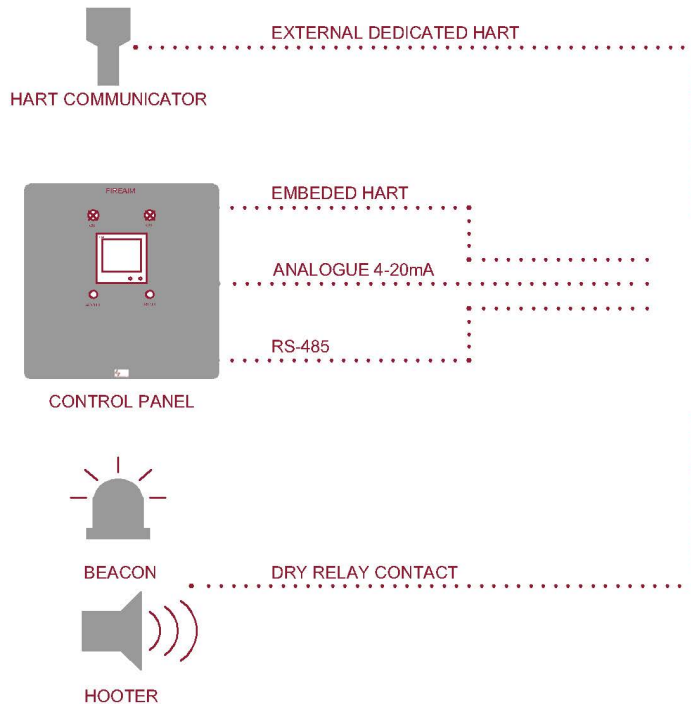 EXTERNAL DEDICATED HART
HART COMMUNICATOR
FIREAIM
EMBEDED HART
ANALOGUE 4-20mA
RS-485
CONTROL PANEL
BEACON
DRY RELAY CONTACT
HOOTER